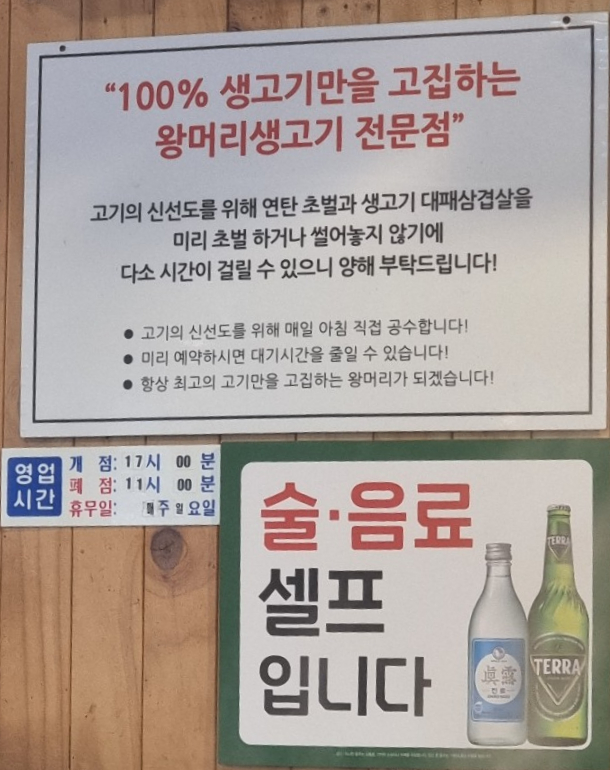 “100% 생고기만을 고집하는
왕머리생고기 전문점”
고기의 신선도를 위해 연탄 초벌과 생고기 대패삼겹살을
미리 초벌 하거나 썰어놓지 않기에
다소 시간이 걸릴 수 있으니 양해 부탁드립니다!
● 고기의 신선도를 위해 매일 아침 직접 공수합니다!
● 미리 예약하시면 대기시간을 줄일 수 있습니다!
● 항상 최고의 고기만을 고집하는 왕머리가 되겠습니다!
영업
시간
개 점: 17시 00 분
폐 점: 11시 00 분
휴무일: 매주 일 요일
술·음료
셀프
입니다
眞露
진로
TERRA
TERRA